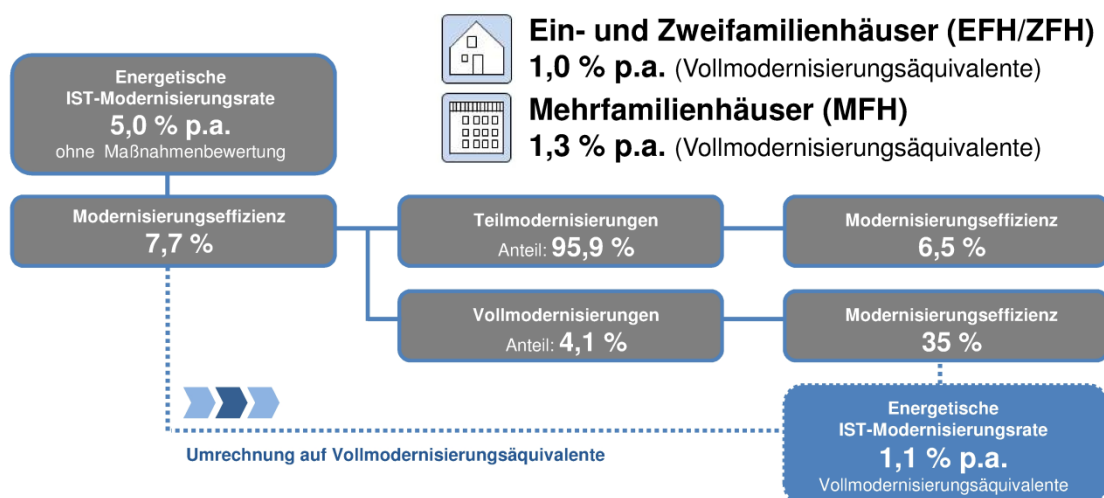 Ein- und Zweifamilienhäuser (EFH/ZFH)
1,0 % p.a. (Vollmodernisierungsäquivalente)
Mehrfamilienhäuser (MFH)
1,3 % p.a. (Vollmodernisierungsäquivalente)
Energetische
IST-Modernisierungsrate
5,0 % p.a.
ohne Maßnahmenbewertung
Modernisierungseffizienz
7,7 %
Teilmodernisierungen
Anteil: 95,9 %
Modernisierungseffizienz
6,5 %
Vollmodernisierungen
Anteil: 4,1 %
Modernisierungseffizienz
35 %
Umrechnung auf Vollmodernisierungsäquivalente
Energetische
IST-Modernisierungsrate
1,1 % p.a.
Vollmodernisierungsäquivalente